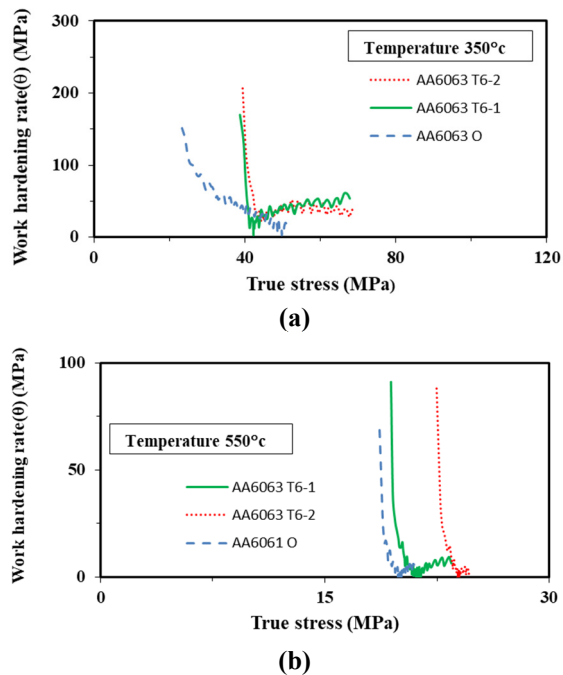 (a)
300
200
100
0
Work hardening rate(θ) (MPa)
Temperature 350°c
AA6063 T6-2
AA6063 T6-1
AA6063 O
0
40
80
120
True stress (MPa)
(a)
100
50
0
Work hardening rate(θ) (MPa)
Temperature 550°c
AA6063 T6-1
AA6063 T6-2
AA6061 O
0
15
30
True stress (MPa)
(b)